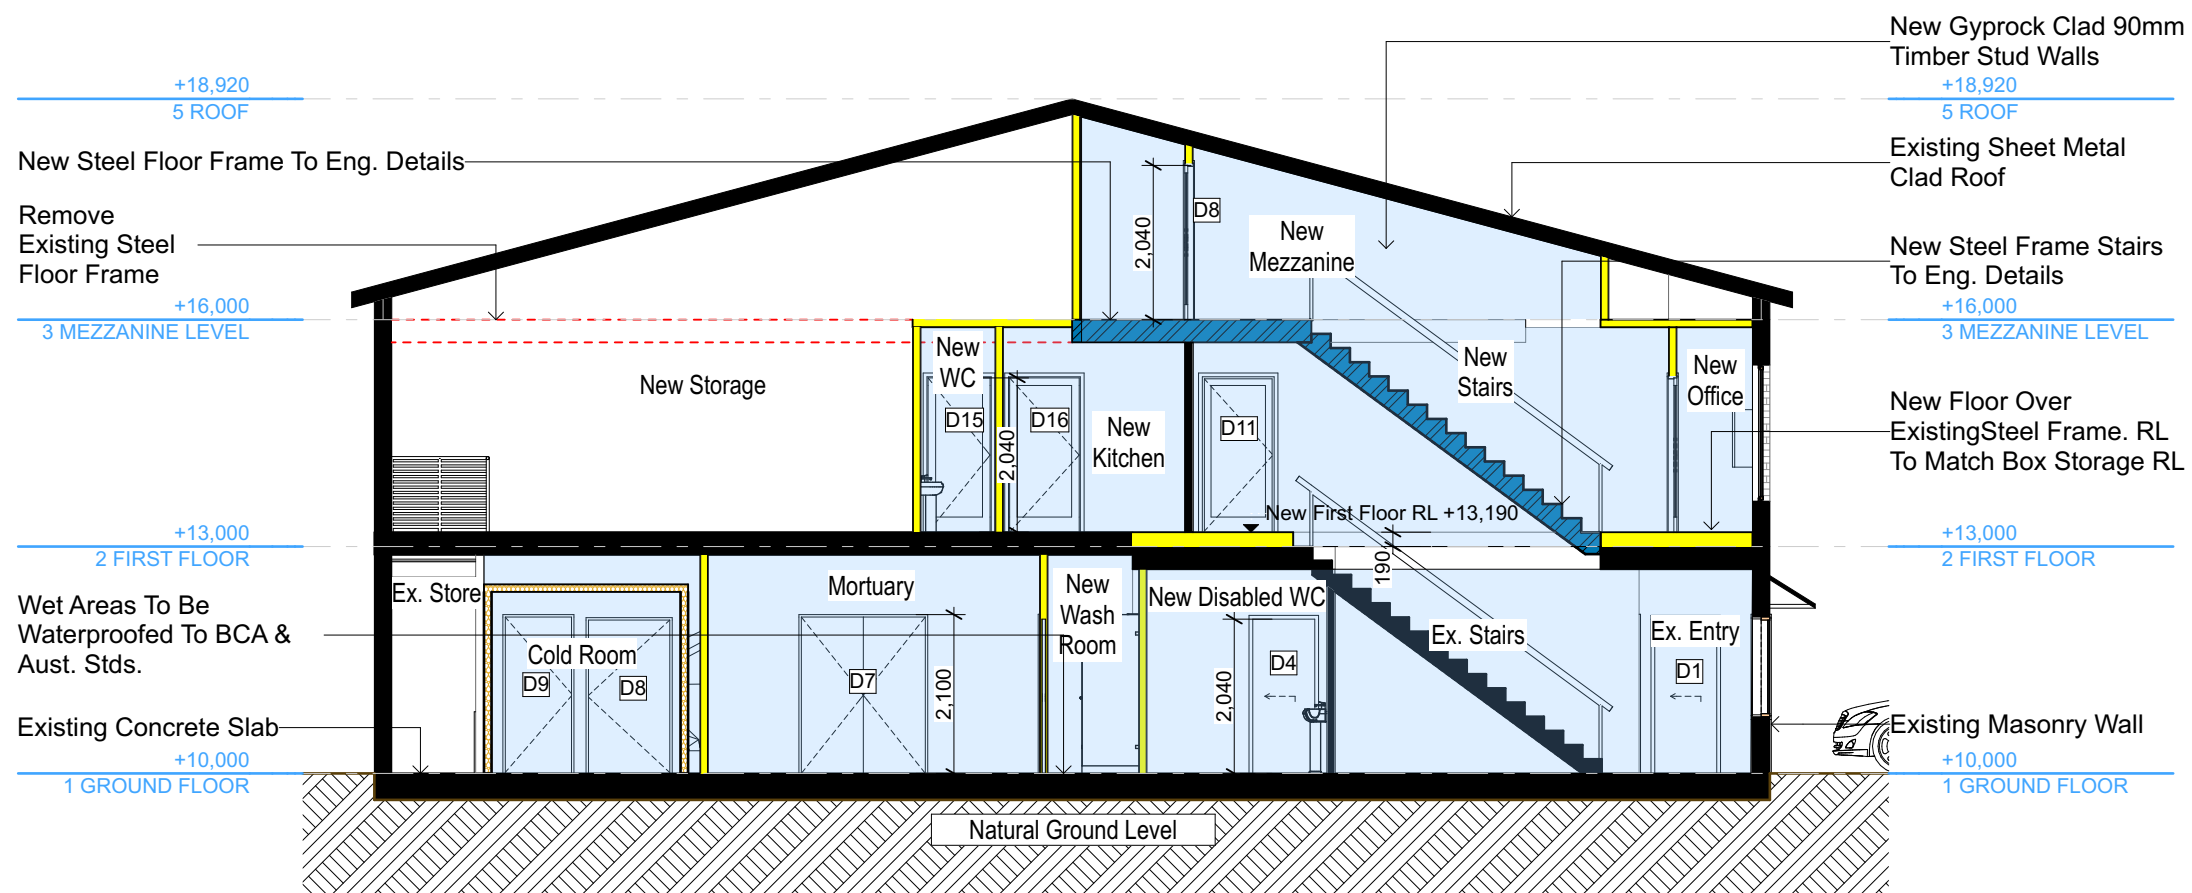 New Gyprock Clad 90mm
Timber Stud Walls
+18,920
5 ROOF
+18,920
5 ROOF
New Steel Floor Frame To Eng. Details
Existing Sheet Metal
Clad Roof
Remove
Existing Steel
Floor Frame
D8
2,040
New
Mezzanine
New Steel Frame Stairs
To Eng. Details
+16,000
3 MEZZANINE LEVEL
+16,000
3 MEZZANINE LEVEL
New Storage
New
WC
D15
2,040
D16
New
Kitchen
D11
New
Stairs
New
Office
New Floor Over
ExistingSteel Frame. RL
To Match Box Storage RL
New First Floor RL +13,190
190
+13,000
2 FIRST FLOOR
+13,000
2 FIRST FLOOR
Wet Areas To Be
Waterproofed To BCA &
Aust. Stds.
Ex. Store
Cold Room
D9
D8
Mortuary
D7
2,100
New
Wash
Room
New Disabled WC
2,040
D4
Ex. Stairs
Ex. Entry
D1
Existing Concrete Slab
Existing Masonry Wall
+10,000
1 GROUND FLOOR
+10,000
1 GROUND FLOOR
Natural Ground Level